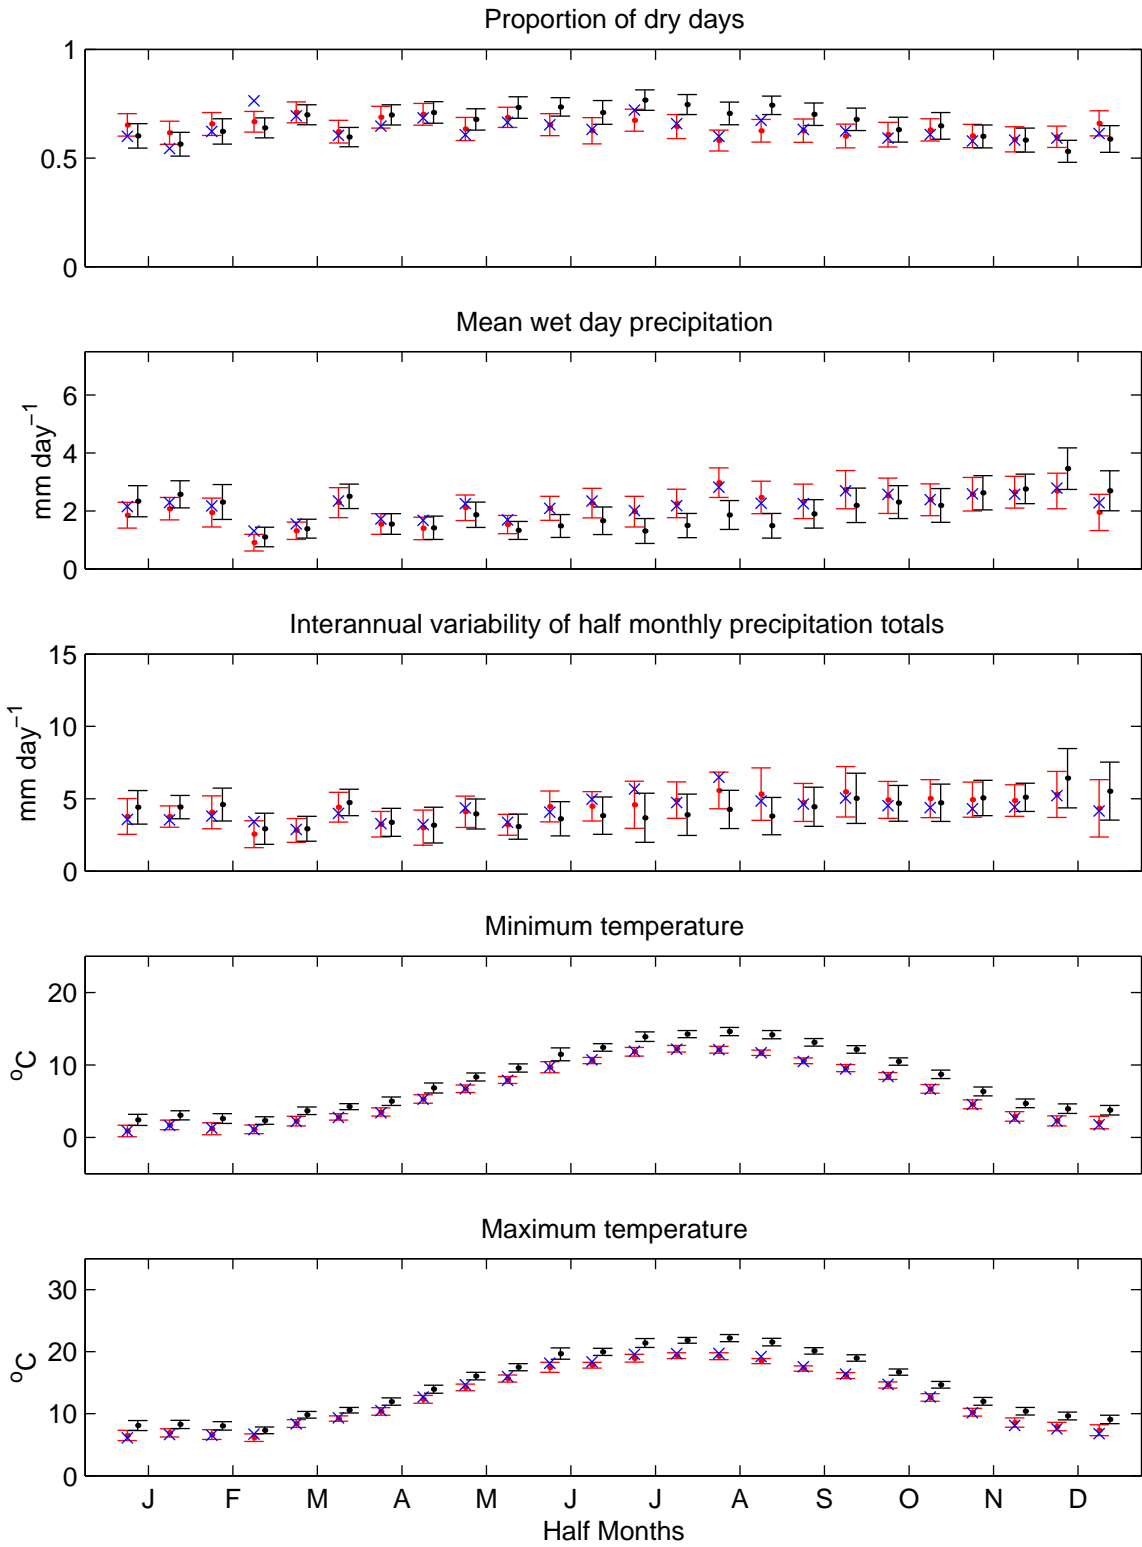 Proportion of dry days
1
0.5
0
Mean wet day precipitation
mm day⁻¹
6
4
2
0
Interannual variability of half monthly precipitation totals
mm day⁻¹
15
10
5
0
Minimum temperature
°C
20
10
0
Maximum temperature
°C
30
20
10
0
J F M A M J J A S O N D
Half Months